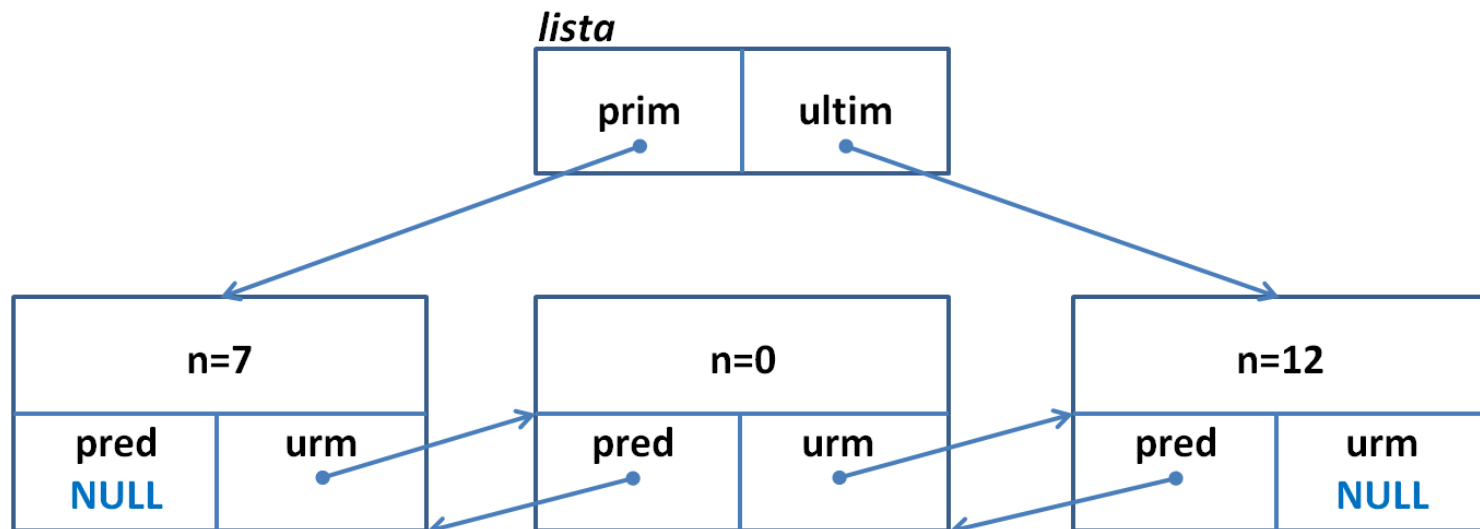 lista
prim ultim
n=7 n=0 n=12
pred urm pred urm pred urm
NULL NULL